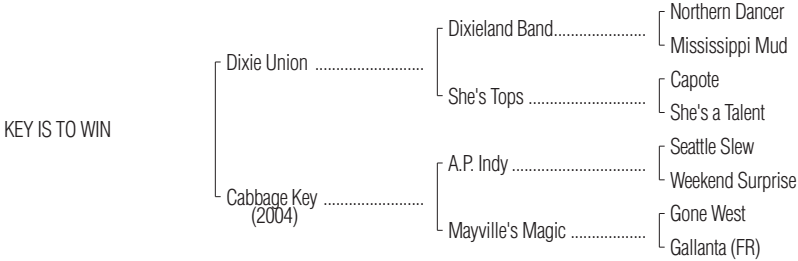 Northern Dancer
Dixieland Band......................
Mississippi Mud
Dixie Union ..........................
Capote
She's Tops ............................
She's a Talent
KEY IS TO WIN
Seattle Slew
A.P. Indy ................................
Weekend Surprise
Cabbage Key ........................
(2004)
Gone West
Mayville's Magic ..................
Gallanta (FR)